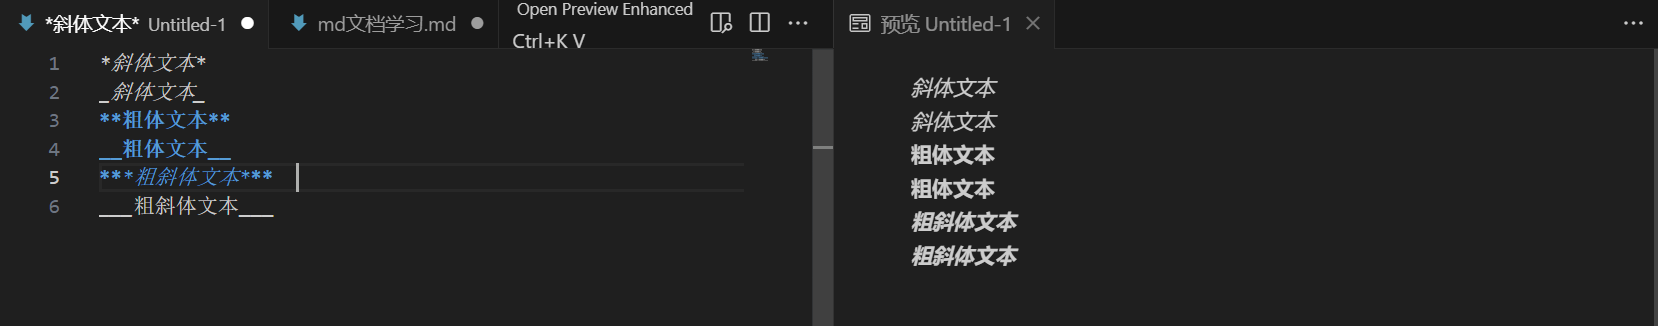 *斜体文本* Untitled-1
md文档学习.md
Open Preview Enhanced
Ctrl+K V
预览 Untitled-1
1 *斜体文本*
2 _斜体文本_
3 **粗体文本**
4 __粗体文本__
5 ***粗斜体文本***
6 ___粗斜体文本___
斜体文本
斜体文本
粗体文本
粗体文本
粗斜体文本
粗斜体文本